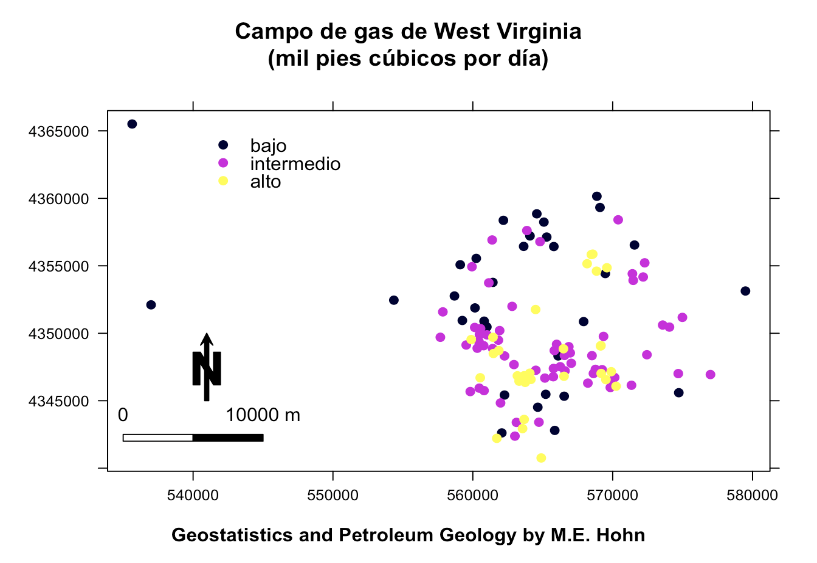 Campo de gas de West Virginia
(mil pies cúbicos por día)
4365000
bajo
intermedio
alto
4360000
4355000
4350000
N
4345000
0 10000 m
540000 550000 560000 570000 580000
Geostatistics and Petroleum Geology by M.E. Hohn